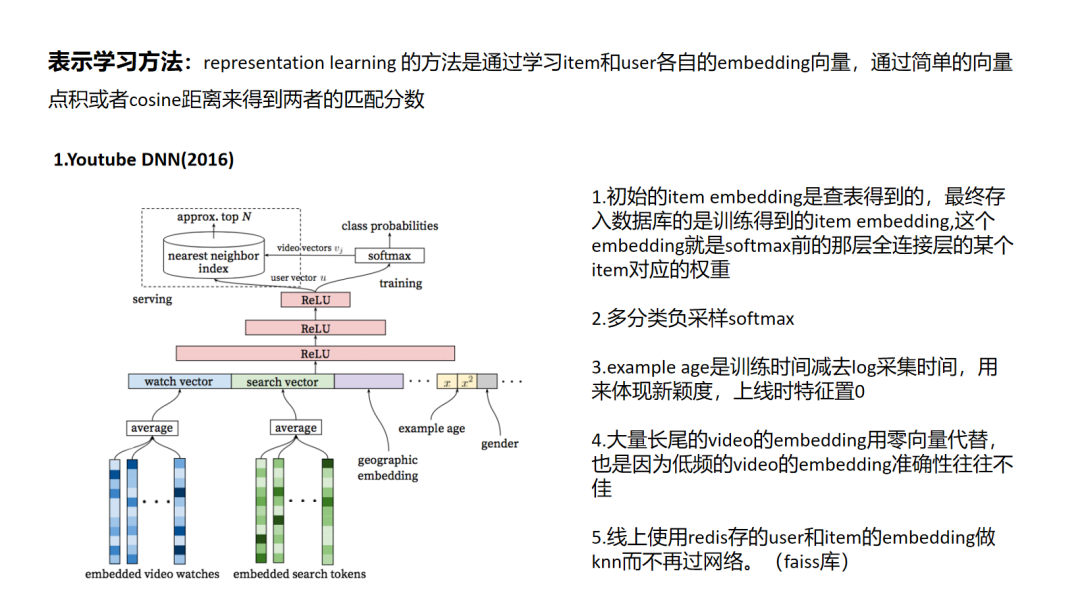 表示学习方法：representation learning 的方法是通过学习item和user各自的embedding向量，通过简单的向量
点积或者cosine距离来得到两者的匹配分数
1.Youtube DNN(2016)
approx. top N
class probabilities
nearest neighbor
index
video vectors vj
softmax
user vector u
serving
training
ReLU
ReLU
ReLU
watch vector
search vector
x
x²
average
average
example age
gender
geographic
embedding
embedded video watches
embedded search tokens
1.初始的item embedding是查表得到的，最终存
入数据库的是训练得到的item embedding,这个
embedding就是softmax前的那层全连接层的某个
item对应的权重
2.多分类负采样softmax
3.example age是训练时间减去log采集时间，用
来体现新颖度，上线时特征置0
4.大量长尾的video的embedding用零向量代替，
也是因为低频的video的embedding准确性往往不
佳
5.线上使用redis存的user和item的embedding做
knn而不再过网络。（faiss库）